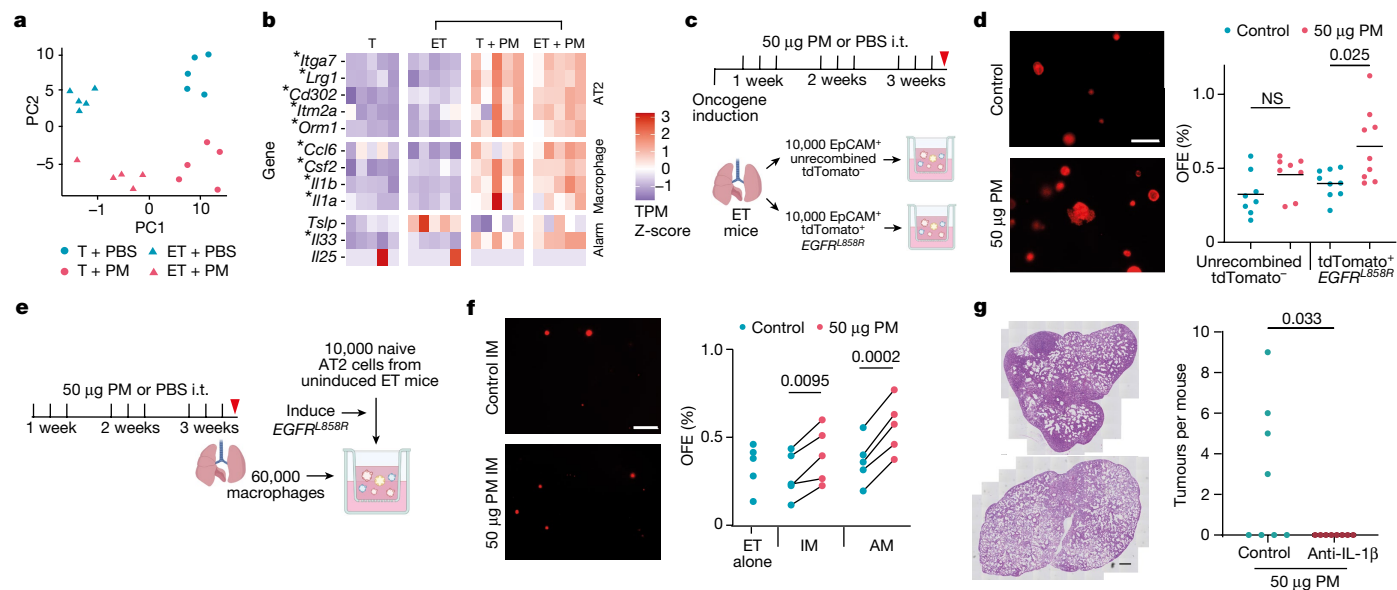 a
PC2
10
5
0
−5
−1
0
10
PC1
T + PBS
ET + PBS
T + PM
ET + PM
b
T
ET
T + PM
ET + PM
Gene
*Itga7
*Lrg1
*Cd302
*Itm2a
*Orm1
*Ccl6
*Csf2
*Il1b
*Il1a
Tslp
*Il33
Il25
AT2
Macrophage
Alarm
3
2
1
0
−1
TPM
Z-score
c
50 μg PM or PBS i.t.
1 week
2 weeks
3 weeks
Oncogene
induction
ET
mice
10,000 EpCAM+
unrecombined
tdTomato−
10,000 EpCAM+
tdTomato+
EGFRL858R
d
Control
50 μg PM
Control
50 μg PM
OFE (%)
1.0
0.5
0
NS
0.025
Unrecombined
tdTomato−
tdTomato+
EGFRL858R
e
50 μg PM or PBS i.t.
1 week
2 weeks
3 weeks
10,000 naive
AT2 cells from
uninduced ET mice
Induce
EGFRL858R
60,000
macrophages
f
Control IM
50 μg PM IM
Control
50 μg PM
OFE (%)
1.0
0.5
0
0.0095
0.0002
ET
alone
IM
AM
g
Tumours per mouse
10
8
6
4
2
0
0.033
Control
Anti-IL-1β
50 μg PM